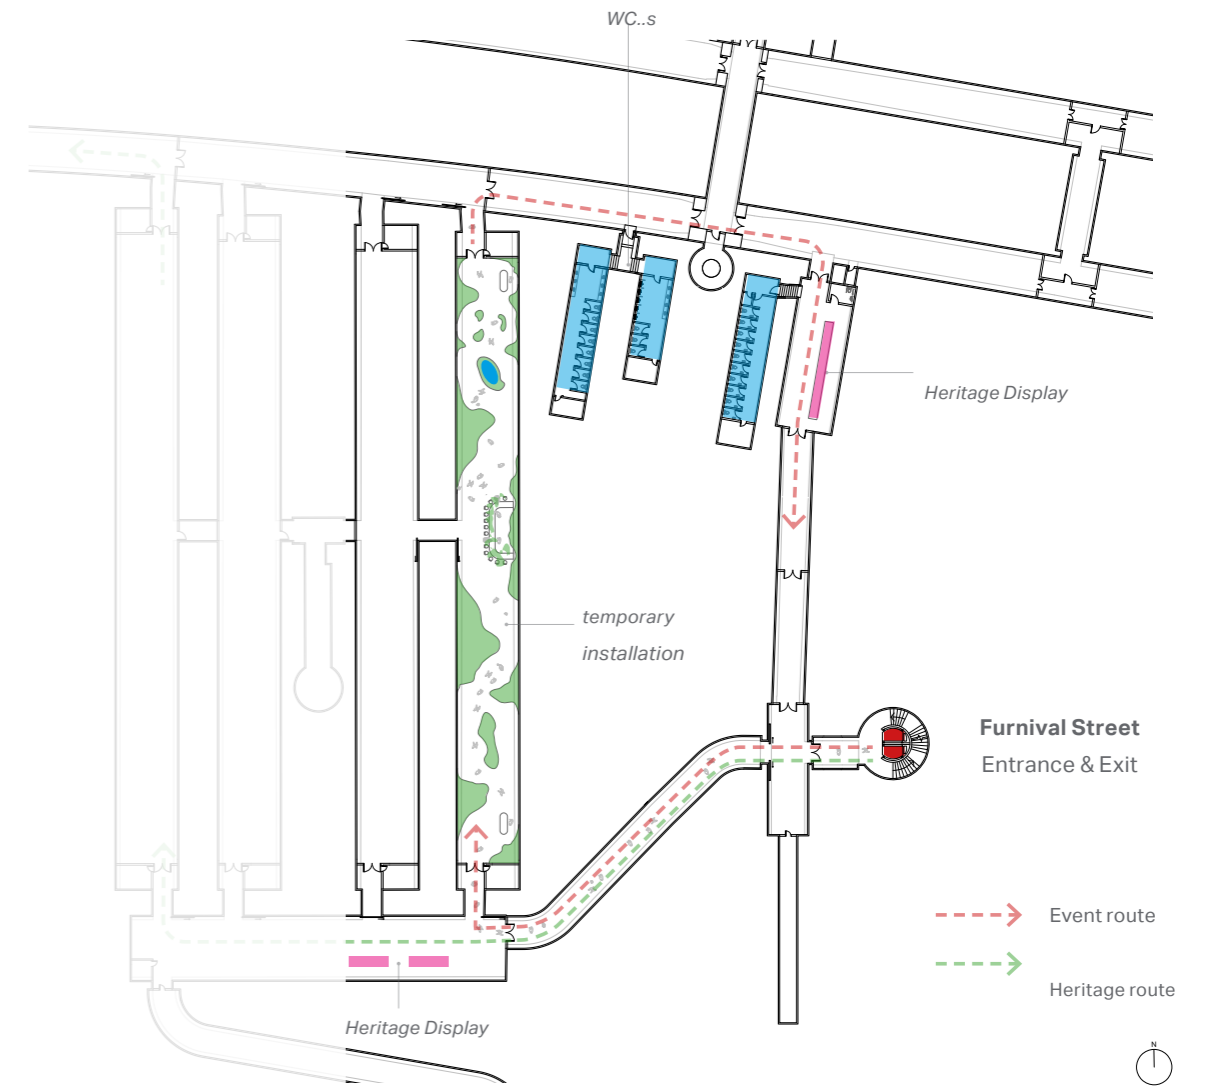 WC..s
Heritage Display
temporary
installation
Furnival Street
Entrance & Exit
Event route
Heritage route
Heritage Display
N